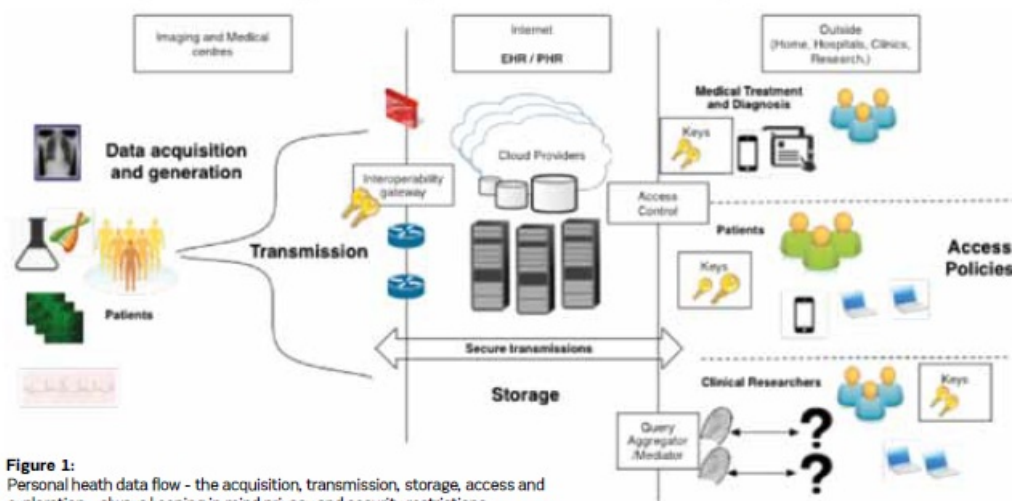 Imaging and Medical
centres
Internet
EHR / PHR
Outside
(Home, Hospitals, Clinics,
Research,)
Data acquisition
and generation
Patients
Transmission
Interoperability
gateway
Cloud Providers
Access
Control
Secure transmissions
Storage
Medical Treatment
and Diagnosis
Keys
Patients
Keys
Access
Policies
Clinical Researchers
Keys
Query
Aggregator
/Mediator
?
?
Figure 1:
Personal heath data flow - the acquisition, transmission, storage, access and